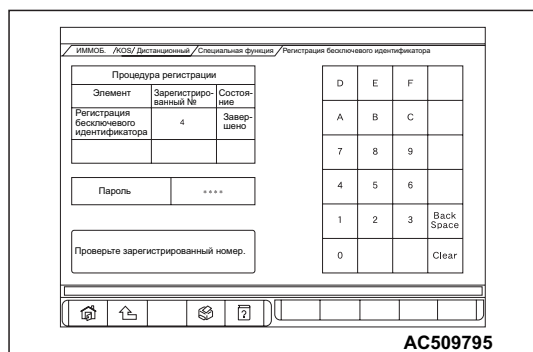 ИММОБ. /KOS/ Дистанционный /Специальная функция /Регистрация бесключевого идентификатора
Процедура регистрации
Элемент Зарегистриро- Состоя-
ванный № ние
Регистрация
бесключевого
идентификатора
4
Завер-
шено
Пароль ****
Проверьте зарегистрированный номер.
D E F
A B C
7 8 9
4 5 6
1 2 3 Back
Space
0 Clear
?
AC509795